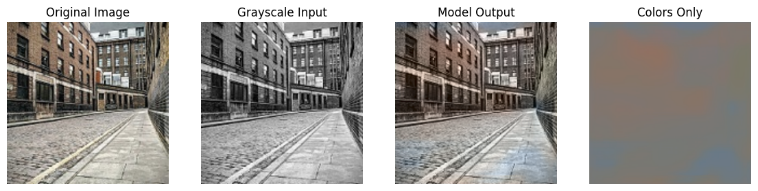 Original Image
Grayscale Input
Model Output
Colors Only